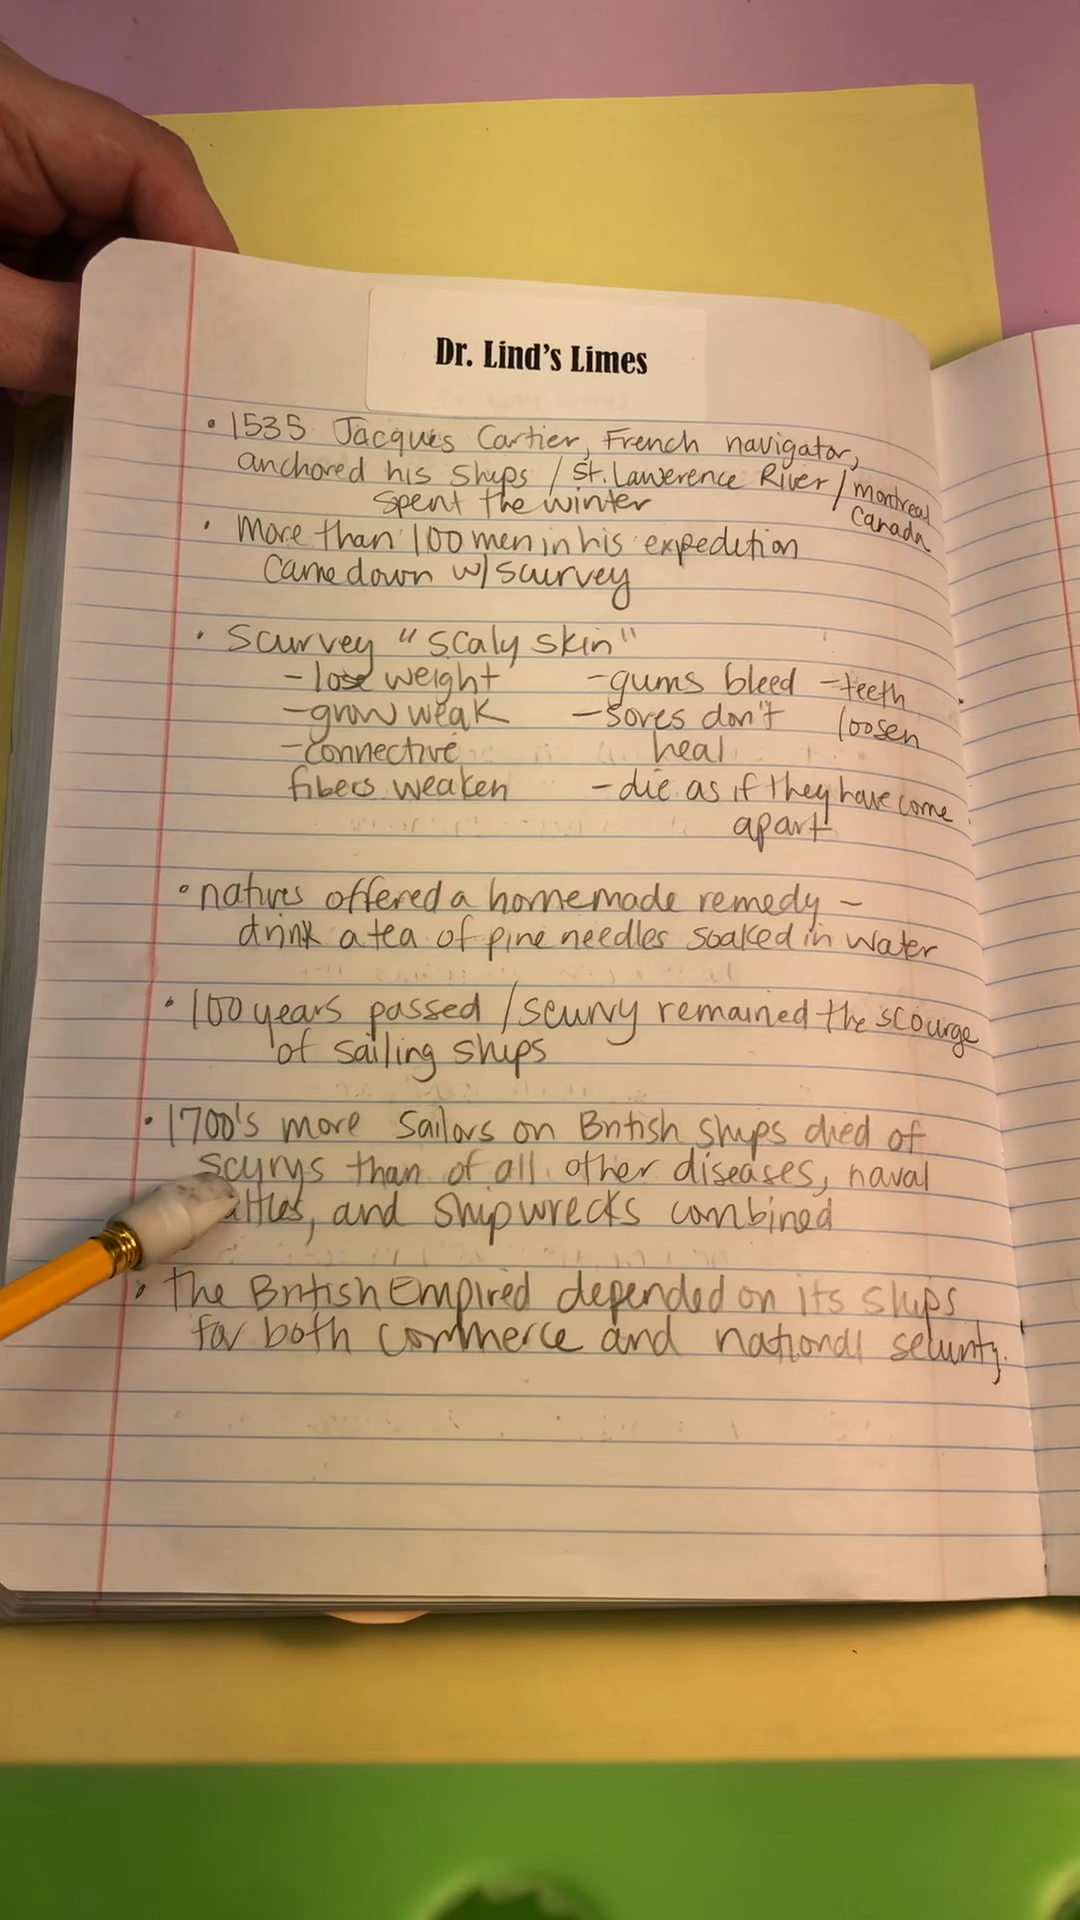 Dr. Lind's Limes
• 1535 Jacques Cartier, French navigator,
anchored his ships / St. Lawerence River / montreal
Canada
spent the winter
• More than 100 men in his expedition
came down w/ scurvey
• Scurvey "scaly skin"
- lose weight - gums bleed - teeth
- grow weak - sores don't loosen
- connective heal
fibers weaken - die as if they have come
apart
• natives offered a homemade remedy -
drink a tea of pine needles soaked in water
• 100 years passed / scurvy remained the scourge
of sailing ships
• 1700's more sailors on British ships died of
scyrys than of all other diseases, naval
attles, and shipwrecks combined
• The British Empired depended on its ships
for both commerce and national security.